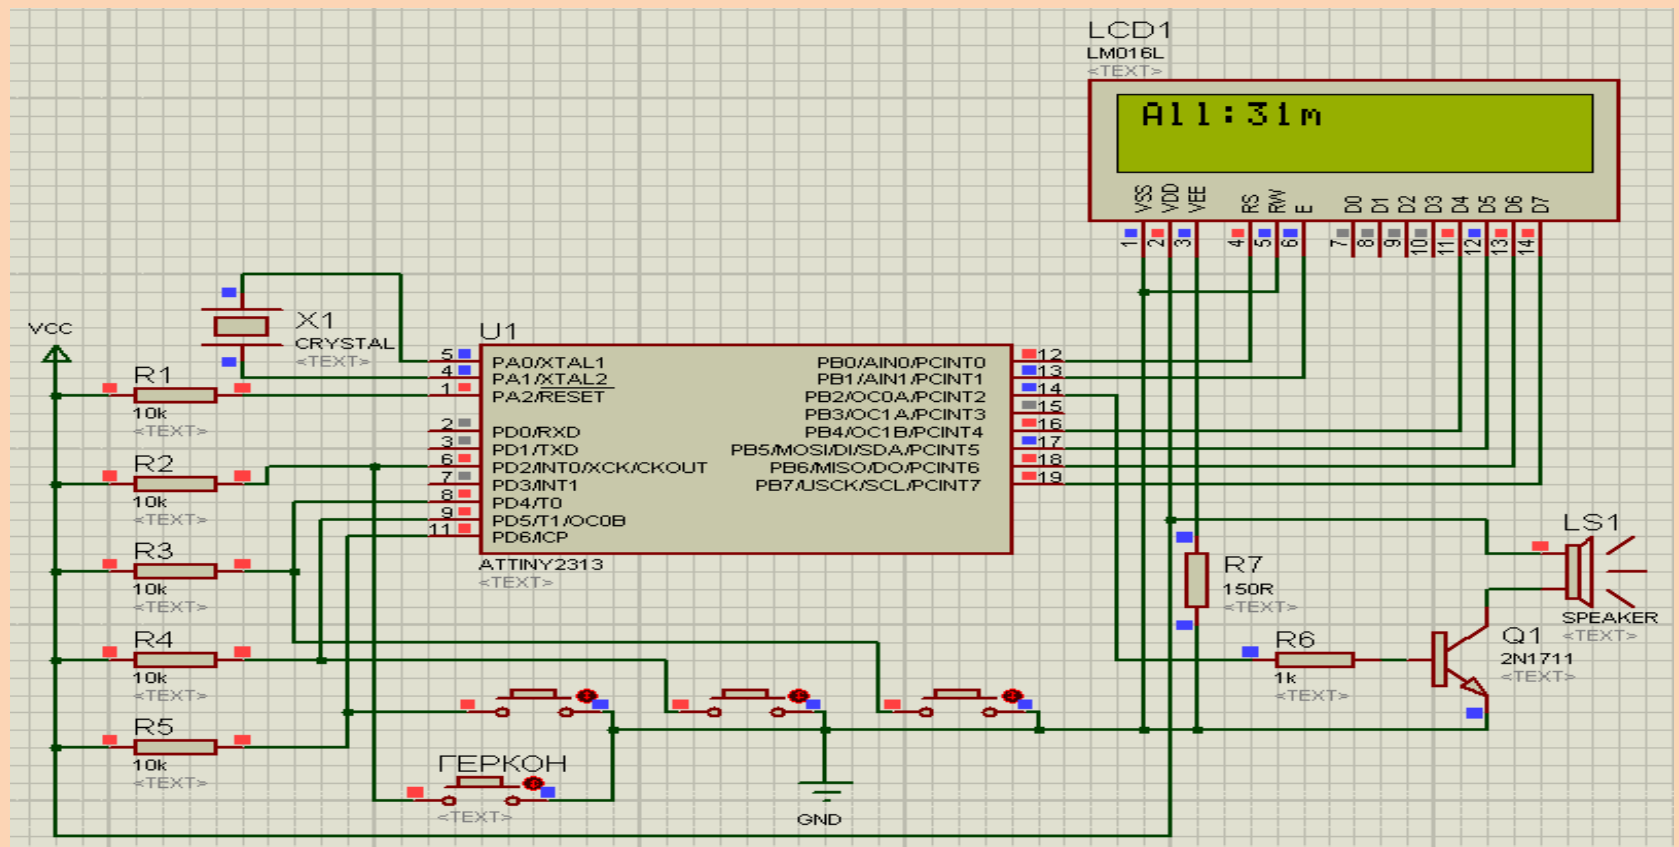 LCD1
LM016L
<TEXT>
All:31m
VSS
VDD
VEE
RS
RW
E
D0
D1
D2
D3
D4
D5
D6
D7
1
2
3
4
5
6
7
8
9
10
11
12
13
14
VCC
X1
CRYSTAL
<TEXT>
R1
10k
<TEXT>
R2
10k
<TEXT>
R3
10k
<TEXT>
R4
10k
<TEXT>
R5
10k
<TEXT>
U1
5 PA0/XTAL1
4 PA1/XTAL2
1 PA2/RESET
2 PD0/RXD
3 PD1/TXD
6 PD2/INT0/XCK/CKOUT
7 PD3/INT1
8 PD4/T0
9 PD5/T1/OC0B
11 PD6/ICP
PB0/AIN0/PCINT0 12
PB1/AIN1/PCINT1 13
PB2/OC0A/PCINT2 14
PB3/OC1A/PCINT3 15
PB4/OC1B/PCINT4 16
PB5/MOSI/DI/SDA/PCINT5 17
PB6/MISO/DO/PCINT6 18
PB7/USCK/SCL/PCINT7 19
ATTINY2313
<TEXT>
R7
150R
<TEXT>
LS1
SPEAKER
<TEXT>
R6
1k
<TEXT>
Q1
2N1711
<TEXT>
ГЕРКОН
<TEXT>
GND